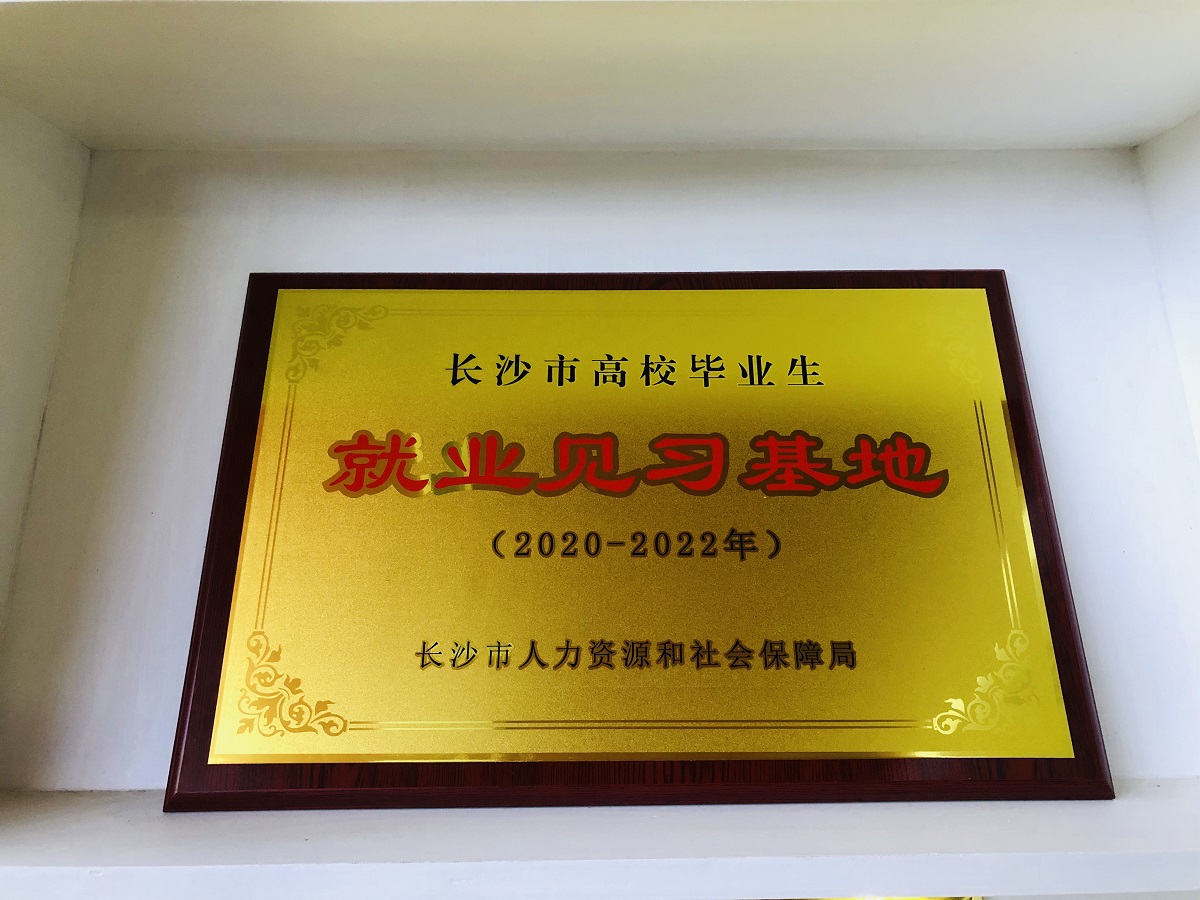 长沙市高校毕业生
就业见习基地
（2020-2022年）
长沙市人力资源和社会保障局